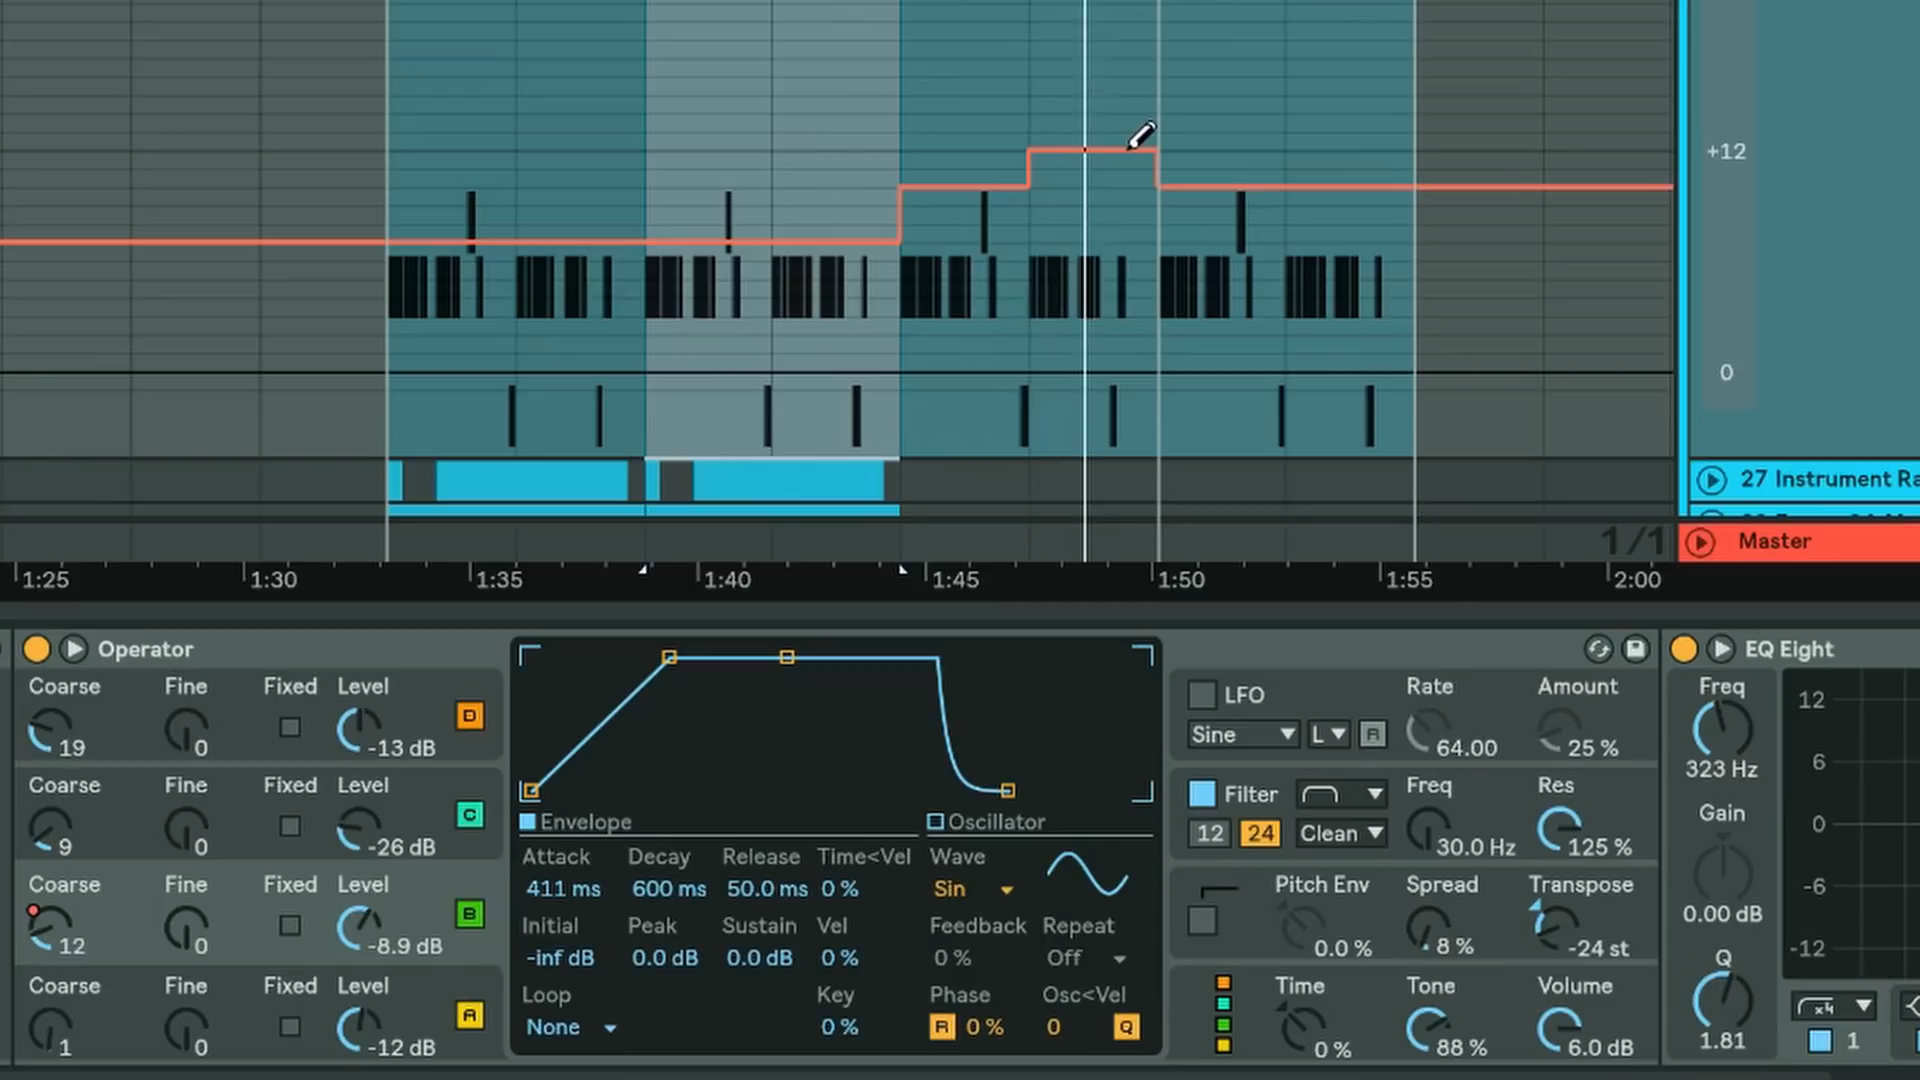 +12
0
27 Instrument Ra
1/1
Master
1:25 1:30 1:35 1:40 1:45 1:50 1:55 2:00
Operator
EQ Eight
Coarse Fine Fixed Level
19 0 -13 dB D
Coarse Fine Fixed Level
9 0 -26 dB C
Coarse Fine Fixed Level
12 0 -8.9 dB B
Coarse Fine Fixed Level
1 0 -12 dB A
Envelope
Oscillator
Attack Decay Release Time<Vel
411 ms 600 ms 50.0 ms 0 %
Initial Peak Sustain Vel
-inf dB 0.0 dB 0.0 dB 0 %
Loop Key
None 0 %
Wave
Sin
Feedback Repeat
0 % Off
Phase Osc<Vel
R 0 % 0 Q
LFO Rate Amount
Sine L R 64.00 25 %
Filter Freq Res
12 24 Clean 30.0 Hz 125 %
Pitch Env Spread Transpose
0.0 % 8 % -24 st
Time Tone Volume
0 % 88 % 6.0 dB
Freq
323 Hz
Gain
0.00 dB
Q
1.81
12
6
0
-6
-12
x4
1